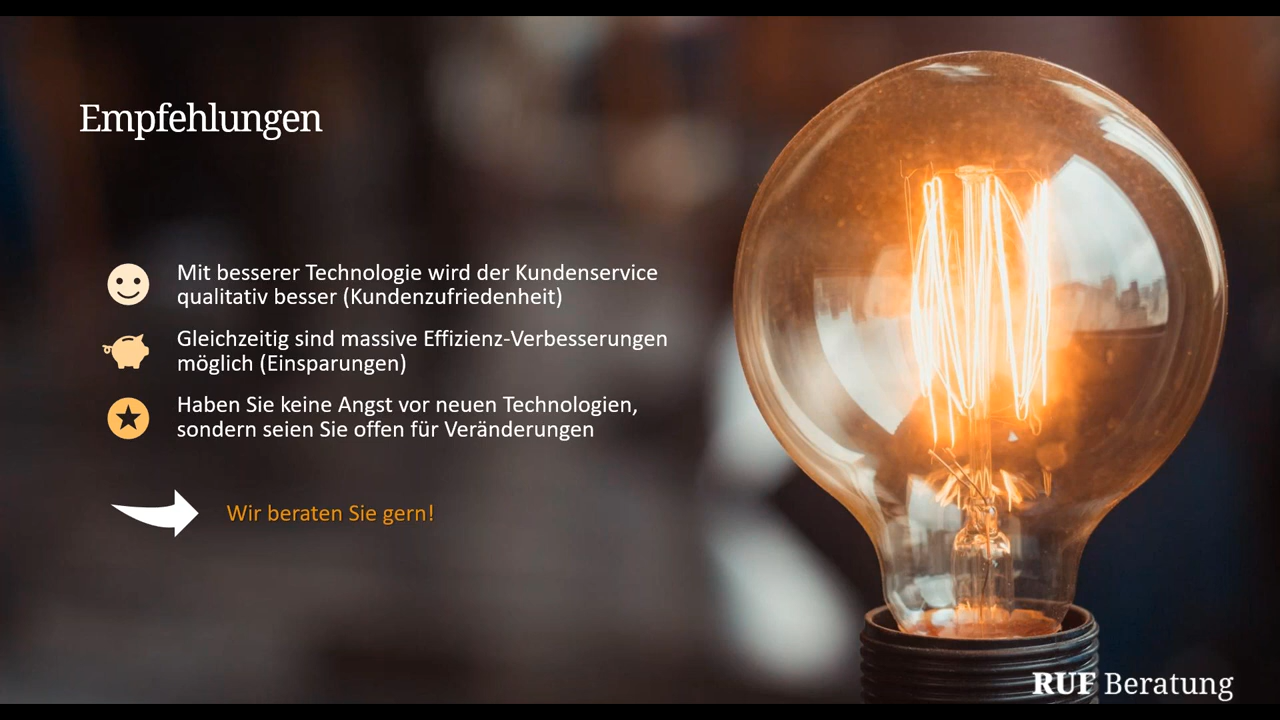 Empfehlungen
Mit besserer Technologie wird der Kundenservice
qualitativ besser (Kundenzufriedenheit)
Gleichzeitig sind massive Effizienz-Verbesserungen
möglich (Einsparungen)
Haben Sie keine Angst vor neuen Technologien,
sondern seien Sie offen für Veränderungen
Wir beraten Sie gern!
RUF Beratung